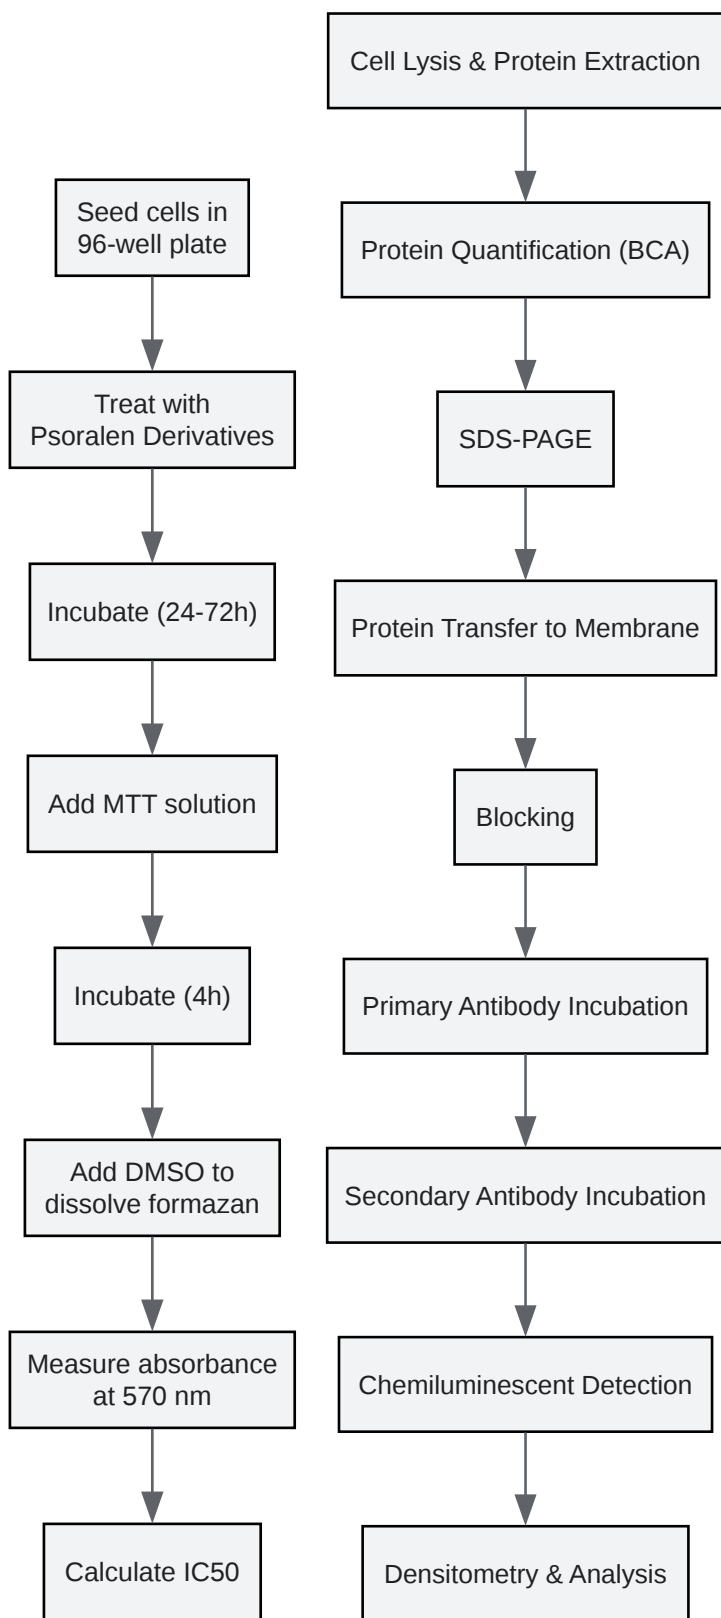 Seed cells in
96-well plate
Treat with
Psoralen Derivatives
Incubate (24-72h)
Add MTT solution
Incubate (4h)
Add DMSO to
dissolve formazan
Measure absorbance
at 570 nm
Calculate IC50
Cell Lysis & Protein Extraction
Protein Quantification (BCA)
SDS-PAGE
Protein Transfer to Membrane
Blocking
Primary Antibody Incubation
Secondary Antibody Incubation
Chemiluminescent Detection
Densitometry & Analysis